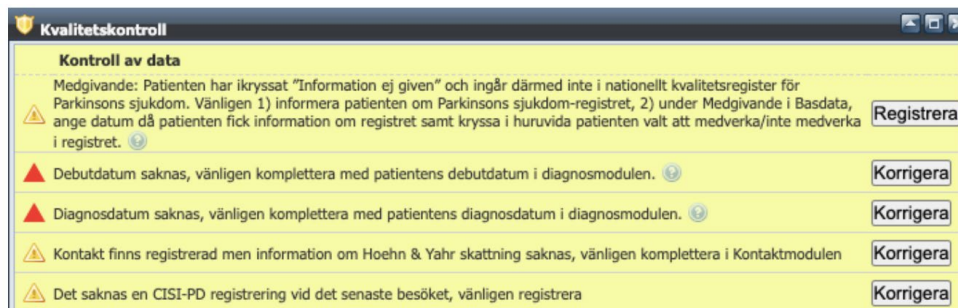 Kvalitetskontroll
Kontroll av data
Medgivande: Patienten har ikryssat ”Information ej given” och ingår därmed inte i nationellt kvalitetsregister för
Parkinsons sjukdom. Vänligen 1) informera patienten om Parkinsons sjukdom-registret, 2) under Medgivande i Basdata,
ange datum då patienten fick information om registret samt kryssa i huruvida patienten valt att medverka/inte medverka
i registret.
Registrera
Debutdatum saknas, vänligen komplettera med patientens debutdatum i diagnosmodulen.
Korrigera
Diagnosdatum saknas, vänligen komplettera med patientens diagnosdatum i diagnosmodulen.
Korrigera
Kontakt finns registrerad men information om Hoehn & Yahr skattning saknas, vänligen komplettera i Kontaktmodulen
Korrigera
Det saknas en CISI-PD registrering vid det senaste besöket, vänligen registrera
Korrigera